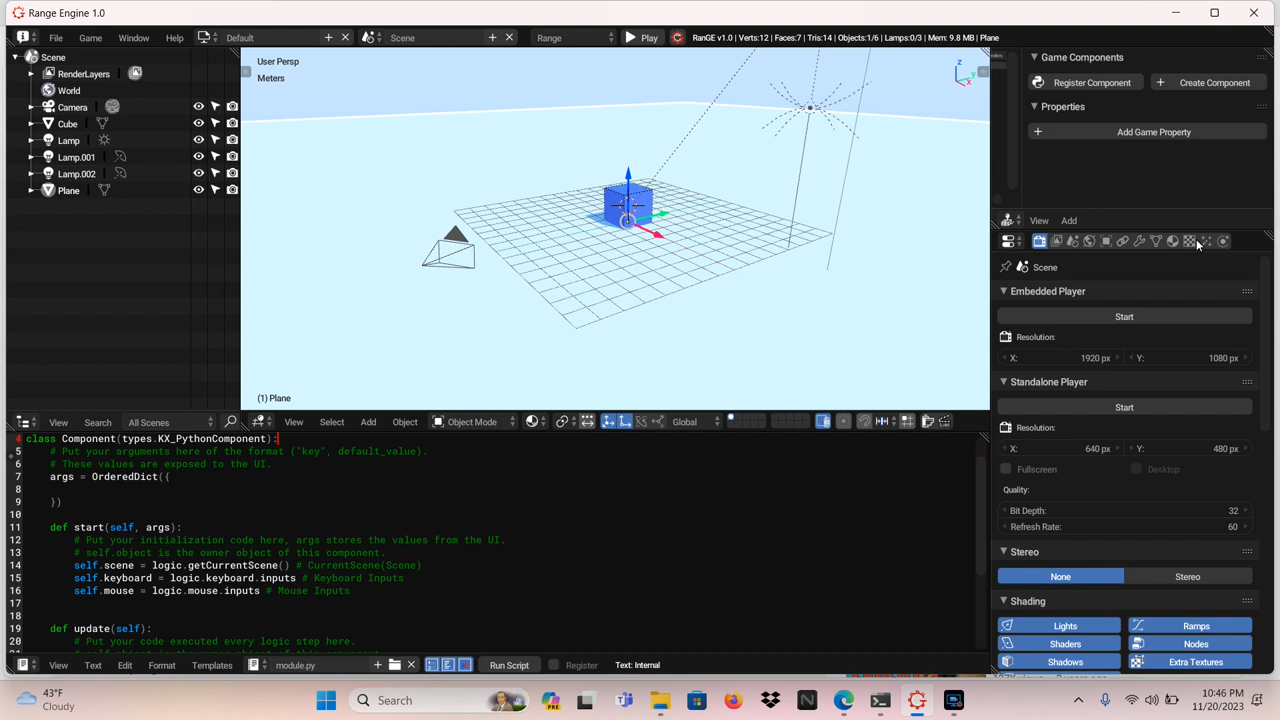 Range Engine 1.0
File Game Window Help Default Scene Range Play RanGE v1.0 | Verts:12 | Faces:7 | Tris:14 | Objects:1/6 | Lamps:0/3 | Mem: 9.8 MB | Plane
Scene
RenderLayers
World
Camera
Cube
Lamp
Lamp.001
Lamp.002
Plane
User Persp
Meters
z
y
x
(1) Plane
Game Components
Register Component
Create Component
Properties
Add Game Property
View Add
Scene
Embedded Player
Start
Resolution:
X: 1920 px Y: 1080 px
Standalone Player
Start
Resolution:
X: 640 px Y: 480 px
Fullscreen Desktop
Quality:
Bit Depth: 32
Refresh Rate: 60
Stereo
None Stereo
Shading
Lights Ramps
Shaders Nodes
Shadows Extra Textures
View Search All Scenes
View Select Add Object Object Mode Global
4 class Component(types.KX_PythonComponent):
5 # Put your arguments here of the format ("key", default_value).
6 # These values are exposed to the UI.
7 args = OrderedDict({
8
9 })
10
11 def start(self, args):
12 # Put your initialization code here, args stores the values from the UI.
13 # self.object is the owner object of this component.
14 self.scene = logic.getCurrentScene() # CurrentScene(Scene)
15 self.keyboard = logic.keyboard.inputs # Keyboard Inputs
16 self.mouse = logic.mouse.inputs # Mouse Inputs
17
18
19 def update(self):
20 # Put your code executed every logic step here.
View Text Edit Format Templates module.py Run Script Register Text: Internal
43°F
Cloudy
Search
PRE
10:46 PM
11/20/2023